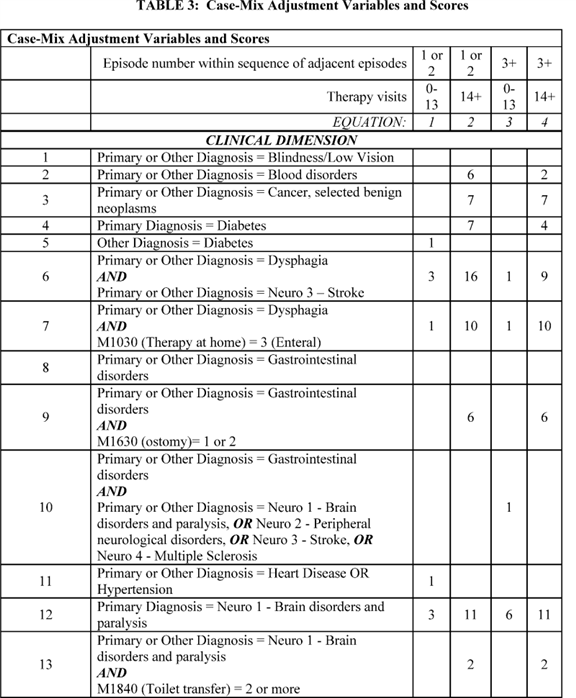 TABLE 3: Case-Mix Adjustment Variables and Scores
Case-Mix Adjustment Variables and Scores
Episode number within sequence of adjacent episodes 1 or 2 1 or 2 3+ 3+
Therapy visits 0-13 14+ 0-13 14+
EQUATION: 1 2 3 4
CLINICAL DIMENSION
1 Primary or Other Diagnosis = Blindness/Low Vision
2 Primary or Other Diagnosis = Blood disorders 6 2
3 Primary or Other Diagnosis = Cancer, selected benign
neoplasms 7 7
4 Primary Diagnosis = Diabetes 7 4
5 Other Diagnosis = Diabetes 1
6 Primary or Other Diagnosis = Dysphagia
AND
Primary or Other Diagnosis = Neuro 3 – Stroke 3 16 1 9
7 Primary or Other Diagnosis = Dysphagia
AND
M1030 (Therapy at home) = 3 (Enteral) 1 10 1 10
8 Primary or Other Diagnosis = Gastrointestinal
disorders
9 Primary or Other Diagnosis = Gastrointestinal
disorders
AND
M1630 (ostomy)= 1 or 2 6 6
10 Primary or Other Diagnosis = Gastrointestinal
disorders
AND
Primary or Other Diagnosis = Neuro 1 - Brain
disorders and paralysis, OR Neuro 2 - Peripheral
neurological disorders, OR Neuro 3 - Stroke, OR
Neuro 4 - Multiple Sclerosis 1
11 Primary or Other Diagnosis = Heart Disease OR
Hypertension 1
12 Primary Diagnosis = Neuro 1 - Brain disorders and
paralysis 3 11 6 11
13 Primary or Other Diagnosis = Neuro 1 - Brain
disorders and paralysis
AND
M1840 (Toilet transfer) = 2 or more 2 2